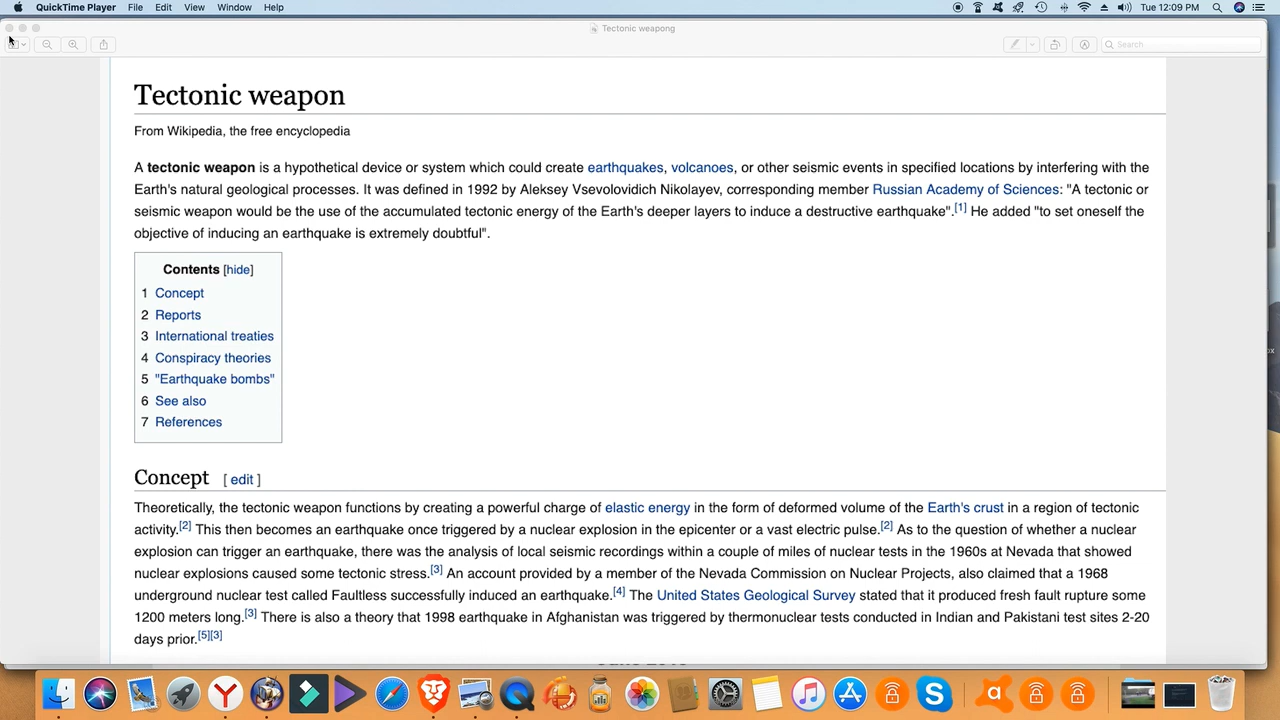 QuickTime Player File Edit View Window Help Tue 12:09 PM
Tectonic weapong
Search
Tectonic weapon
From Wikipedia, the free encyclopedia
A tectonic weapon is a hypothetical device or system which could create earthquakes, volcanoes, or other seismic events in specified locations by interfering with the
Earth's natural geological processes. It was defined in 1992 by Aleksey Vsevolovidich Nikolayev, corresponding member Russian Academy of Sciences: "A tectonic or
seismic weapon would be the use of the accumulated tectonic energy of the Earth's deeper layers to induce a destructive earthquake".[1] He added "to set oneself the
objective of inducing an earthquake is extremely doubtful".
Contents [hide]
1 Concept
2 Reports
3 International treaties
4 Conspiracy theories
5 "Earthquake bombs"
6 See also
7 References
Concept [ edit ]
Theoretically, the tectonic weapon functions by creating a powerful charge of elastic energy in the form of deformed volume of the Earth's crust in a region of tectonic
activity.[2] This then becomes an earthquake once triggered by a nuclear explosion in the epicenter or a vast electric pulse.[2] As to the question of whether a nuclear
explosion can trigger an earthquake, there was the analysis of local seismic recordings within a couple of miles of nuclear tests in the 1960s at Nevada that showed
nuclear explosions caused some tectonic stress.[3] An account provided by a member of the Nevada Commission on Nuclear Projects, also claimed that a 1968
underground nuclear test called Faultless successfully induced an earthquake.[4] The United States Geological Survey stated that it produced fresh fault rupture some
1200 meters long.[3] There is also a theory that 1998 earthquake in Afghanistan was triggered by thermonuclear tests conducted in Indian and Pakistani test sites 2-20
days prior.[5][3]